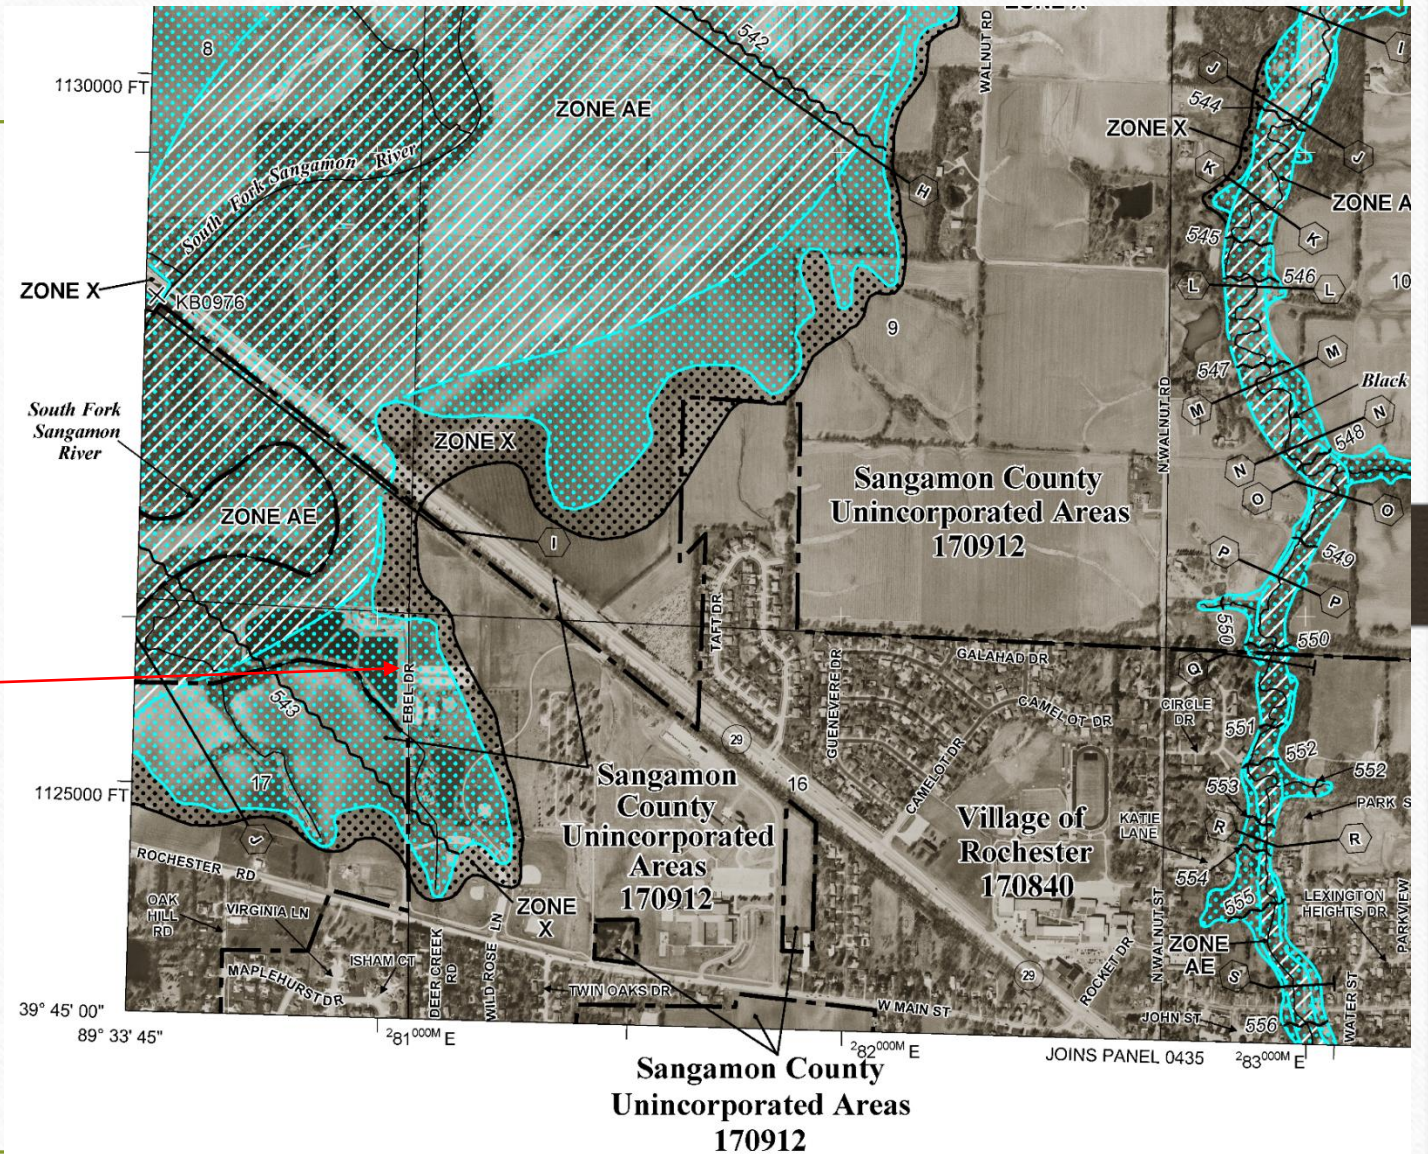 ZONE X
8
542
WALNUT RD
I
1130000 FT
ZONE AE
J
544
ZONE X
J
K
South Fork Sangamon River
H
ZONE A
545
K
ZONE X
KB0976
L
546
L
10
9
547
M
South Fork
Sangamon
River
ZONE X
N WALNUT RD
M
Black
N
548
Sangamon County
Unincorporated Areas
170912
N
O
O
ZONE AE
I
549
P
P
TAFT DR
550
550
GUENEVERE DR
GALAHAD DR
Q
EBEL DR
543
CAMELOT DR
CIRCLE
DR
551
552
29
17
Sangamon
County
Unincorporated
Areas
170912
16
CAMELOT DR
552
553
1125000 FT
PARK S
Village of
Rochester
170840
KATIE
LANE
R
R
J
554
ROCHESTER RD
OAK
HILL
RD
VIRGINIA LN
ZONE
X
555
LEXINGTON
HEIGHTS DR
PARKVIEW
N WALNUT ST
ZONE
AE
MAPLEHURST DR
ISHAM CT
DEER CREEK
RD
WILD ROSE LN
TWIN OAKS DR
29
ROCKET DR
S
W MAIN ST
WATER ST
JOHN ST
556
39° 45' 00"
89° 33' 45"
281000M E
282000M E
JOINS PANEL 0435
283000M E
Sangamon County
Unincorporated Areas
170912